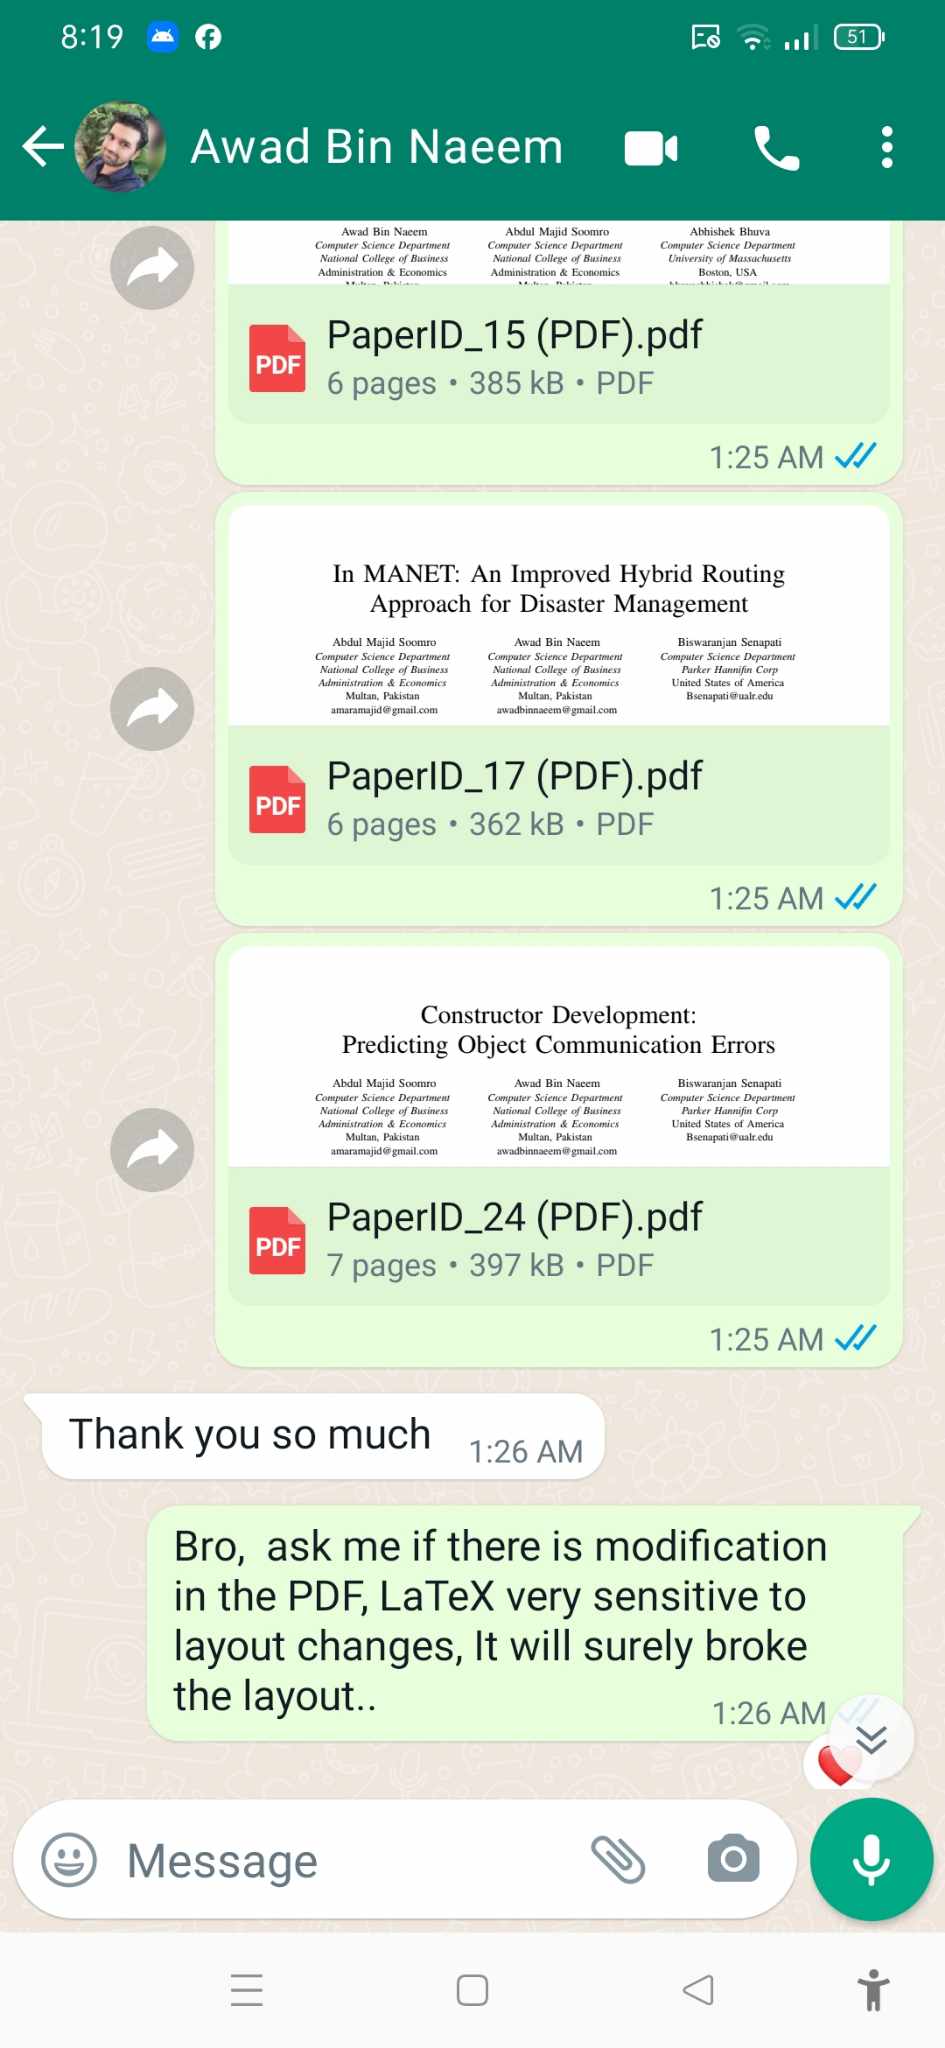 8:19
51
Awad Bin Naeem
Awad Bin Naeem Abdul Majid Soomro Abhishek Bhuva
Computer Science Department Computer Science Department Computer Science Department
National College of Business National College of Business University of Massachusetts
Administration & Economics Administration & Economics Boston, USA
PDF
PaperID_15 (PDF).pdf
6 pages • 385 kB • PDF
1:25 AM
In MANET: An Improved Hybrid Routing
Approach for Disaster Management
Abdul Majid Soomro Awad Bin Naeem Biswaranjan Senapati
Computer Science Department Computer Science Department Computer Science Department
National College of Business National College of Business Parker Hannifin Corp
Administration & Economics Administration & Economics United States of America
Multan, Pakistan Multan, Pakistan Bsenapati@ualr.edu
amaramajid@gmail.com awadbinnaeem@gmail.com
PDF
PaperID_17 (PDF).pdf
6 pages • 362 kB • PDF
1:25 AM
Constructor Development:
Predicting Object Communication Errors
Abdul Majid Soomro Awad Bin Naeem Biswaranjan Senapati
Computer Science Department Computer Science Department Computer Science Department
National College of Business National College of Business Parker Hannifin Corp
Administration & Economics Administration & Economics United States of America
Multan, Pakistan Multan, Pakistan Bsenapati@ualr.edu
amaramajid@gmail.com awadbinnaeem@gmail.com
PDF
PaperID_24 (PDF).pdf
7 pages • 397 kB • PDF
1:25 AM
Thank you so much 1:26 AM
Bro,  ask me if there is modification
in the PDF, LaTeX very sensitive to
layout changes, It will surely broke
the layout..
1:26 AM
Message